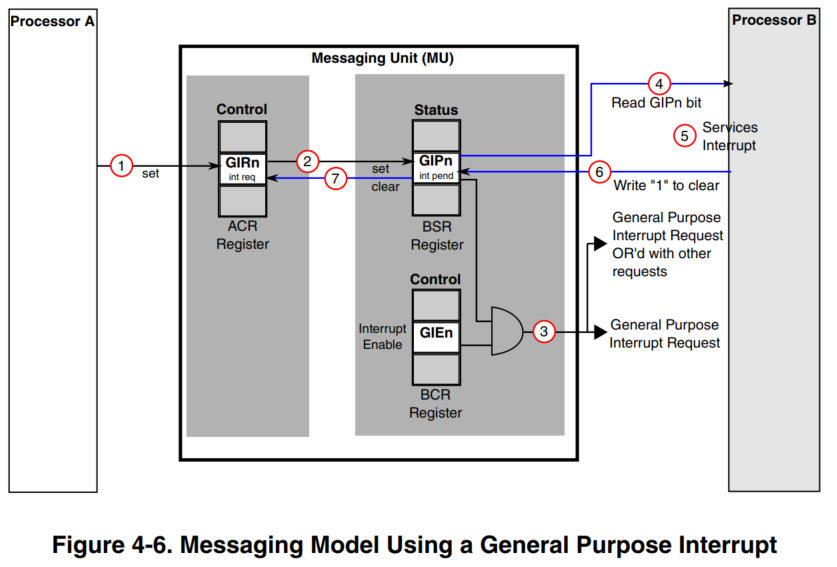 Processor A
Processor B
Messaging Unit (MU)
Control
Status
4
Read GIPn bit
5
Services
Interrupt
1
set
GIRn
int req
2
set
GIPn
int pend
7
clear
6
Write "1" to clear
ACR
Register
BSR
Register
General Purpose
Interrupt Request
OR'd with other
requests
Control
Interrupt
Enable
GIEn
3
General Purpose
Interrupt Request
BCR
Register
Figure 4-6. Messaging Model Using a General Purpose Interrupt